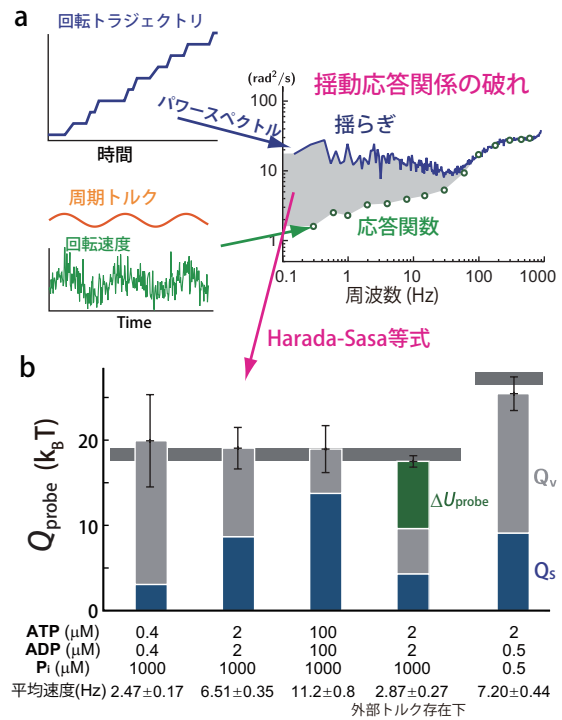 a
回転トラジェクトリ
時間
パワースペクトル
周期トルク
回転速度
Time
(rad²/s)
揺動応答関係の破れ
100
10
1
揺らぎ
応答関数
0.1 1 10 100 1000
周波数 (Hz)
Harada-Sasa等式
b
Qprobe (kBT)
20
10
0
ΔUprobe
Qv
Qs
ATP (μM) 0.4 2 100 2 2
ADP (μM) 0.4 2 100 2 0.5
Pi (μM) 1000 1000 1000 1000 0.5
平均速度(Hz) 2.47±0.17 6.51±0.35 11.2±0.8 2.87±0.27 7.20±0.44
外部トルク存在下